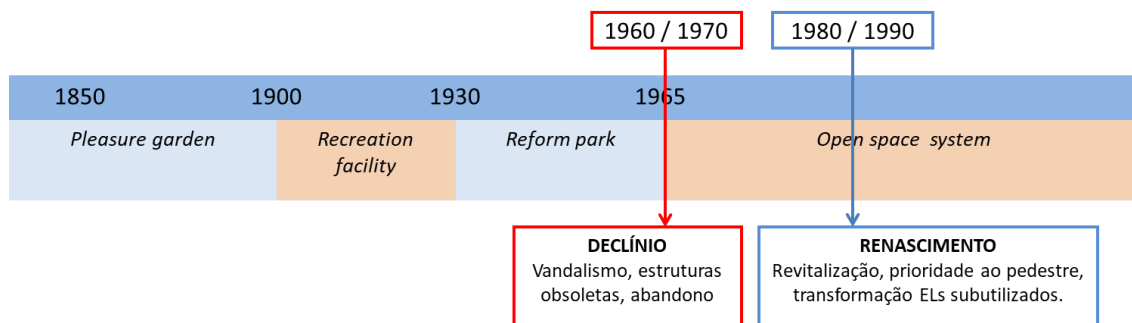 1960 / 1970
1980 / 1990
1850
1900
1930
1965
Pleasure garden
Recreation
facility
Reform park
Open space system
DECLÍNIO
Vandalismo, estruturas
obsoletas, abandono
RENASCIMENTO
Revitalização, prioridade ao pedestre,
transformação ELs subutilizados.